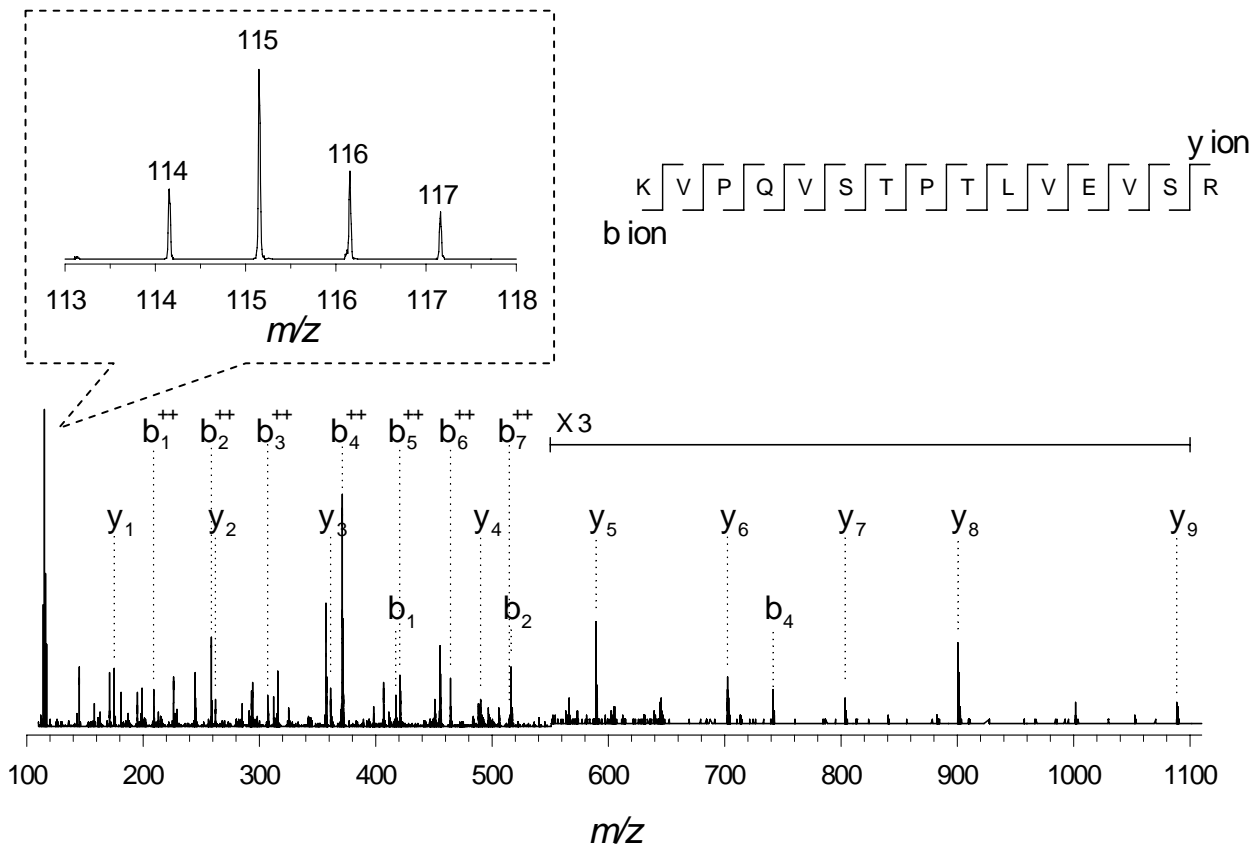 115
114
116
117
113 114 115 116 117 118
m/z
y ion
K V P Q V S T P T L V E V S R
b ion
b1++ b2++ b3++ b4++ b5++ b6++ b7++
X 3
y1 y2 y3 y4 y5 y6 y7 y8 y9
b1 b2 b4
100 200 300 400 500 600 700 800 900 1000 1100
m/z